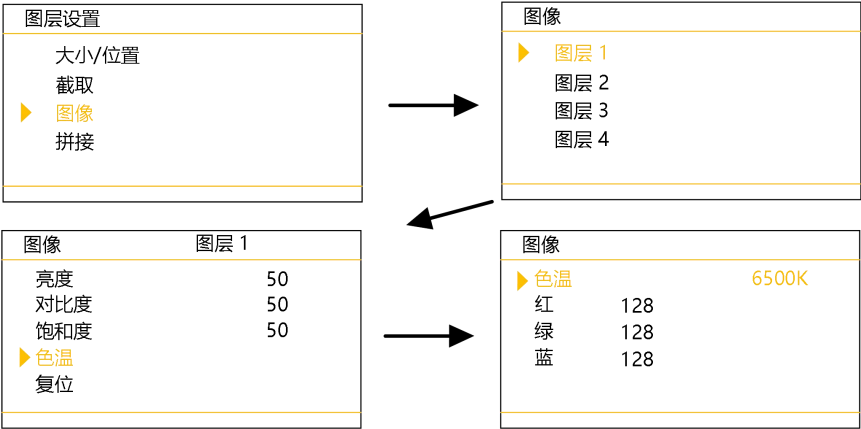 图层设置
大小/位置
截取
图像
拼接
图像
图层 1
图层 2
图层 3
图层 4
图像 图层 1
亮度 50
对比度 50
饱和度 50
色温
复位
图像
色温 6500K
红 128
绿 128
蓝 128